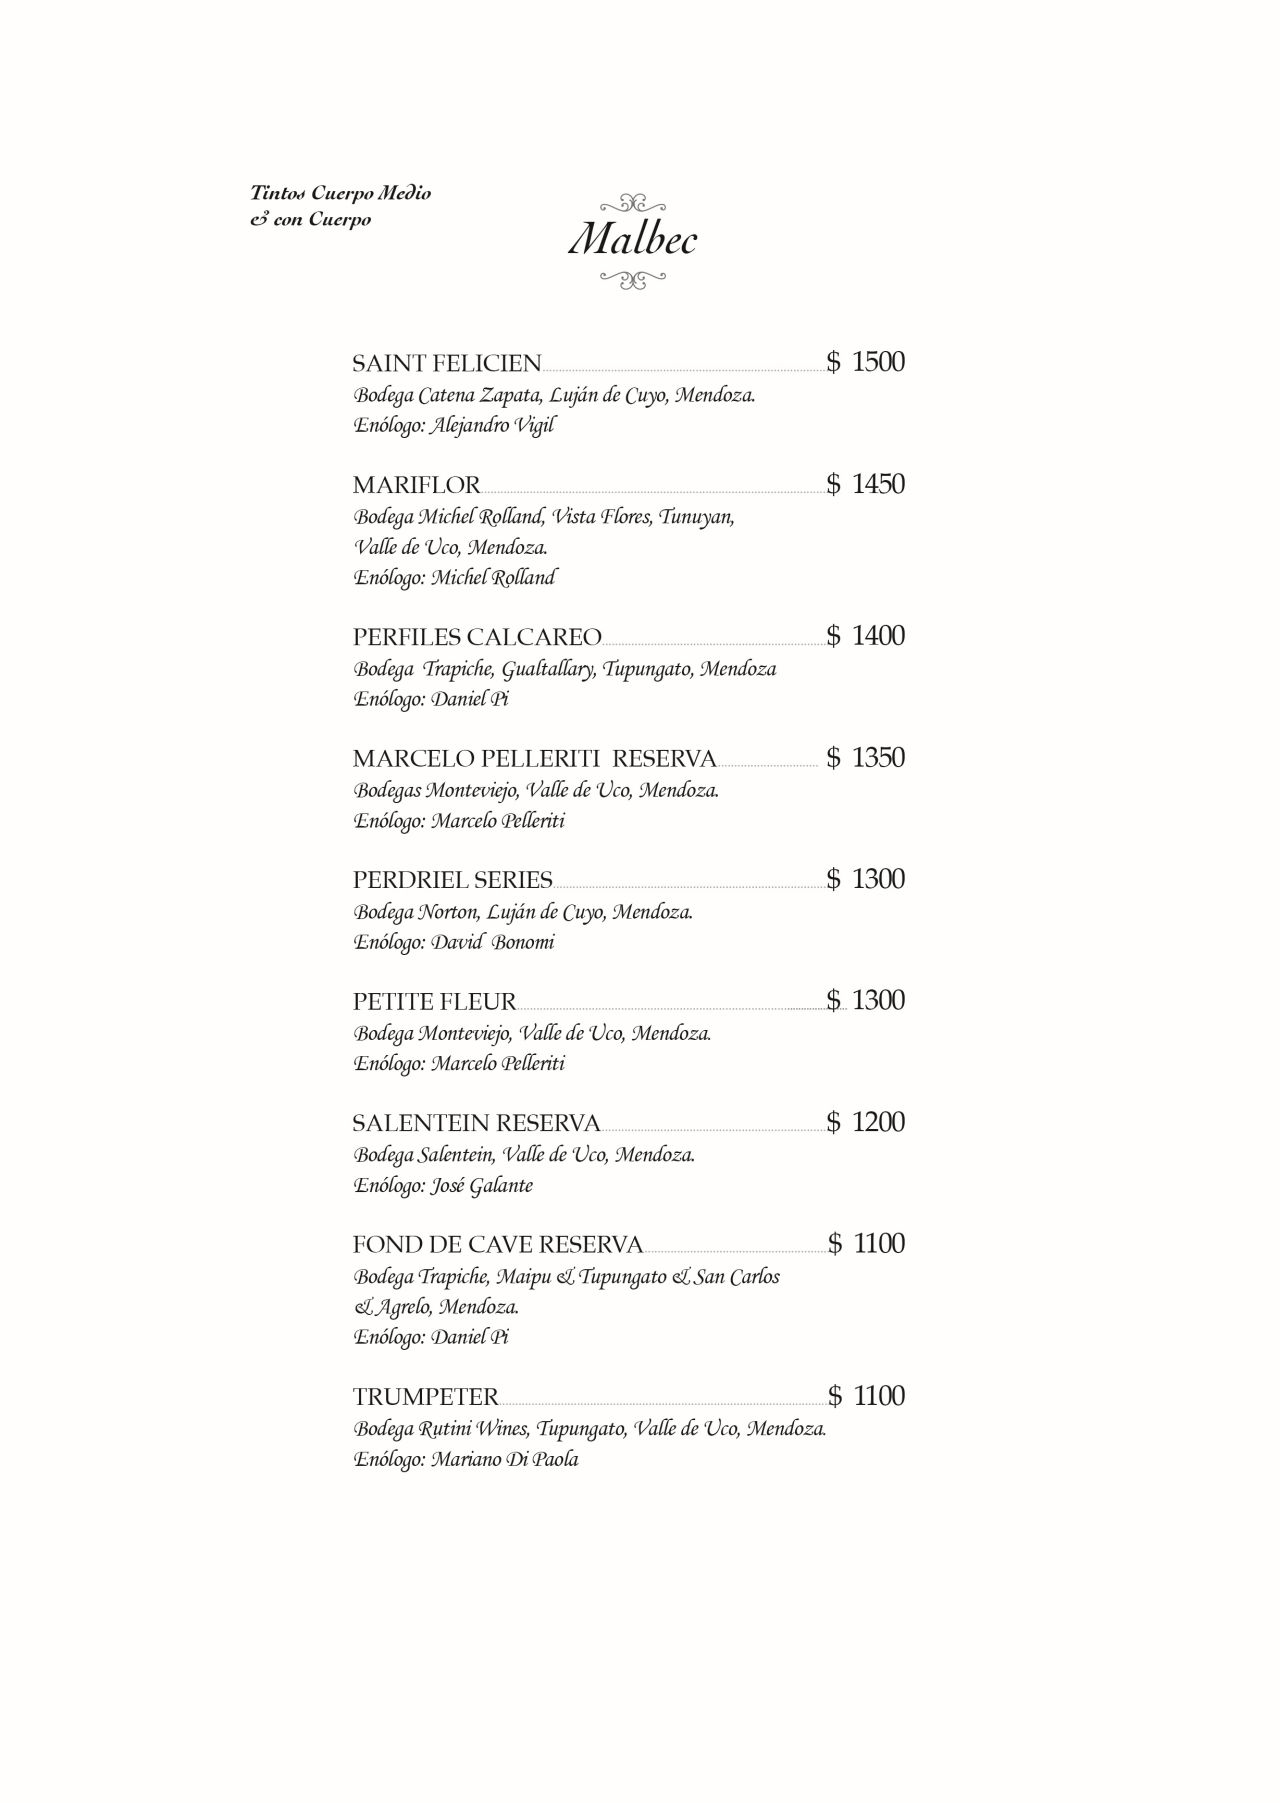 Tintos Cuerpo Medio
& con Cuerpo
Malbec
SAINT FELICIEN $ 1500
Bodega Catena Zapata, Luján de Cuyo, Mendoza.
Enólogo: Alejandro Vigil
MARIFLOR $ 1450
Bodega Michel Rolland, Vista Flores, Tunuyan,
Valle de Uco, Mendoza.
Enólogo: Michel Rolland
PERFILES CALCAREO $ 1400
Bodega Trapiche, Gualtallary, Tupungato, Mendoza
Enólogo: Daniel Pi
MARCELO PELLERITI RESERVA $ 1350
Bodegas Monteviejo, Valle de Uco, Mendoza.
Enólogo: Marcelo Pelleriti
PERDRIEL SERIES $ 1300
Bodega Norton, Luján de Cuyo, Mendoza.
Enólogo: David Bonomi
PETITE FLEUR $ 1300
Bodega Monteviejo, Valle de Uco, Mendoza.
Enólogo: Marcelo Pelleriti
SALENTEIN RESERVA $ 1200
Bodega Salentein, Valle de Uco, Mendoza.
Enólogo: José Galante
FOND DE CAVE RESERVA $ 1100
Bodega Trapiche, Maipu & Tupungato & San Carlos
& Agrelo, Mendoza.
Enólogo: Daniel Pi
TRUMPETER $ 1100
Bodega Rutini Wines, Tupungato, Valle de Uco, Mendoza.
Enólogo: Mariano Di Paola